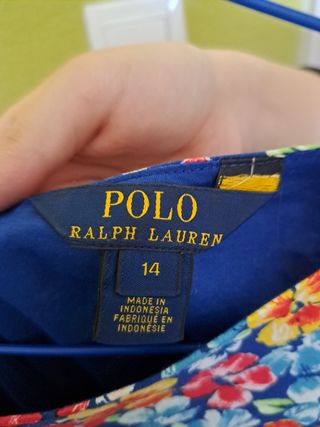 POLO
RALPH LAUREN
14
MADE IN
INDONESIA
FABRIQUÉ EN
INDONÉSIE